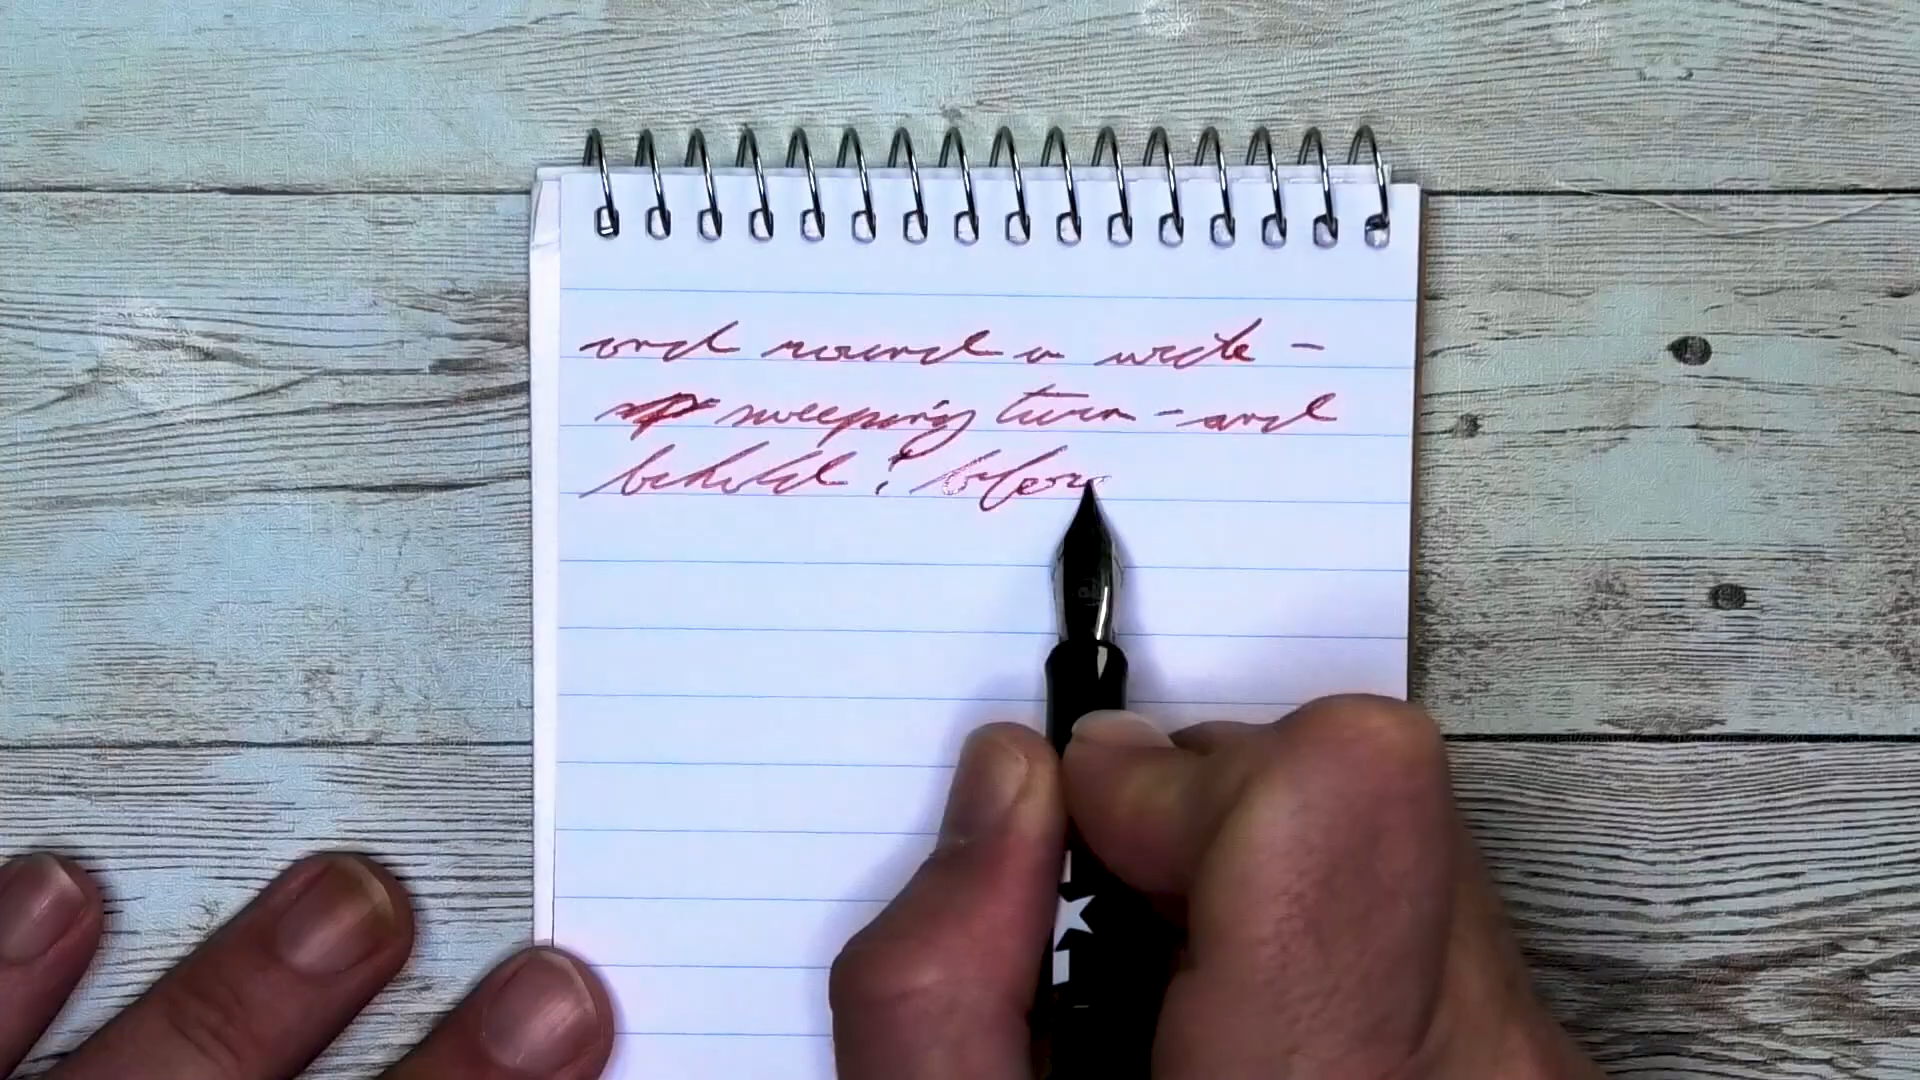 and round a wide -
sweeping turn - and
behold! before